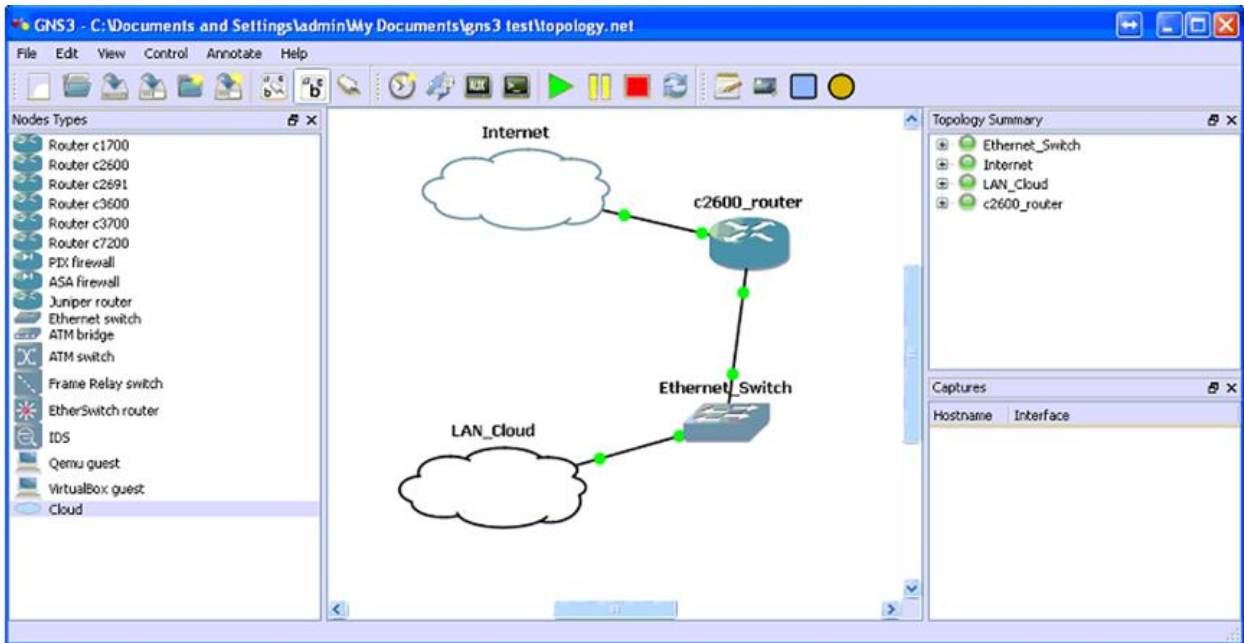 GNS3 - C:\Documents and Settings\admin\My Documents\gns3 test\topology.net
File Edit View Control Annotate Help
AUX
Nodes Types
Router c1700
Router c2600
Router c2691
Router c3600
Router c3700
Router c7200
PIX firewall
ASA firewall
Juniper router
Ethernet switch
ATM bridge
ATM switch
Frame Relay switch
EtherSwitch router
IDS
Qemu guest
VirtualBox guest
Cloud
Internet
c2600_router
Ethernet_Switch
LAN_Cloud
Topology Summary
Ethernet_Switch
Internet
LAN_Cloud
c2600_router
Captures
Hostname Interface